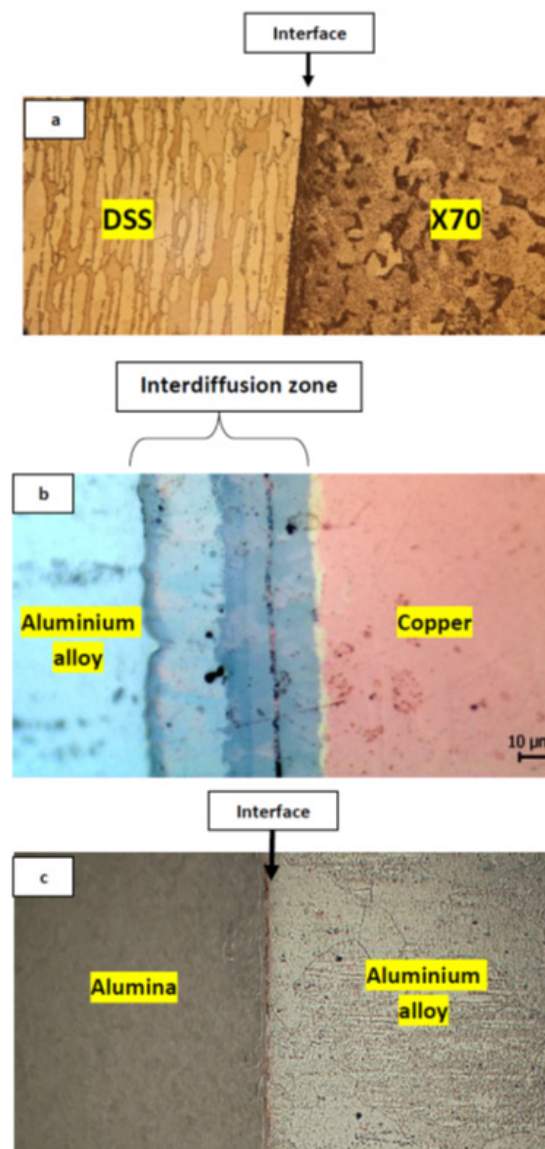 Interface
a
DSS
X70
Interdiffusion zone
b
Aluminium
alloy
Copper
10 µm
Interface
c
Alumina
Aluminium
alloy